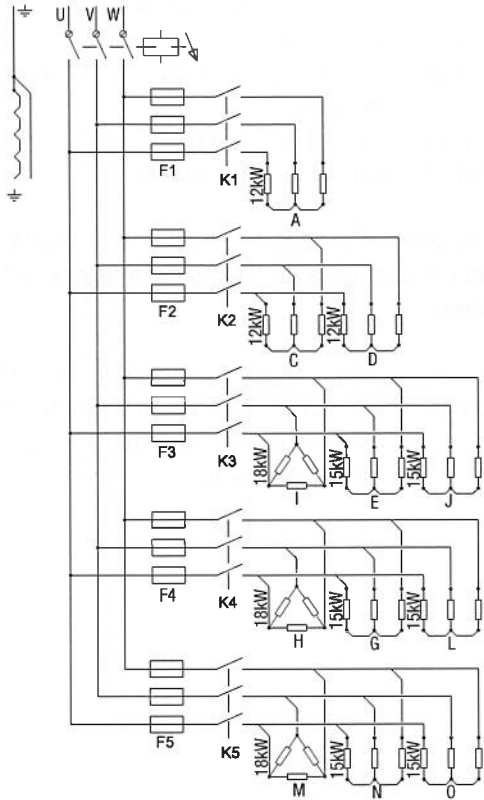 U V W
F1 K1 12kW
A
F2 K2 12kW 12kW
C D
F3 K3 18kW 15kW 15kW
I E J
F4 K4 18kW 15kW 15kW
H G L
F5 K5 18kW 15kW 15kW
M N O